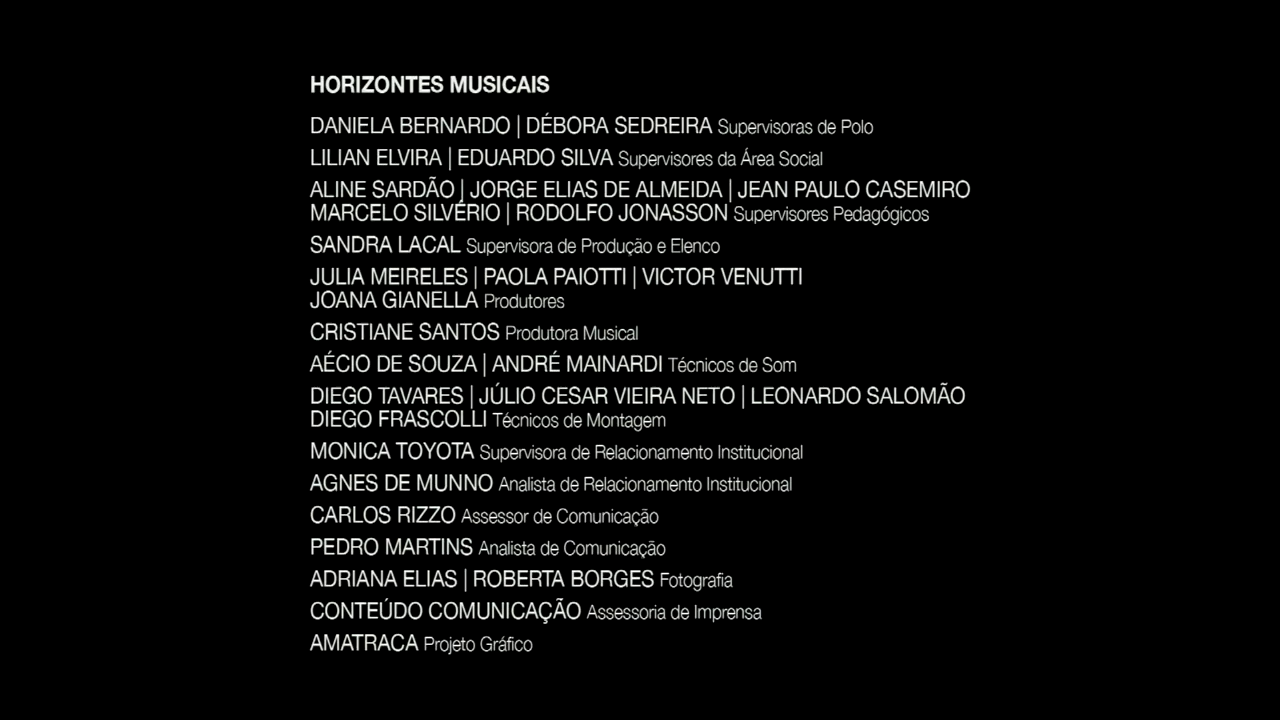 HORIZONTES MUSICAIS
DANIELA BERNARDO | DÉBORA SEDREIRA Supervisoras de Polo
LILIAN ELVIRA | EDUARDO SILVA Supervisores da Área Social
ALINE SARDÃO | JORGE ELIAS DE ALMEIDA | JEAN PAULO CASEMIRO
MARCELO SILVÉRIO | RODOLFO JONASSON Supervisores Pedagógicos
SANDRA LACAL Supervisora de Produção e Elenco
JULIA MEIRELES | PAOLA PAIOTTI | VICTOR VENUTTI
JOANA GIANELLA Produtores
CRISTIANE SANTOS Produtora Musical
AÉCIO DE SOUZA | ANDRÉ MAINARDI Técnicos de Som
DIEGO TAVARES | JÚLIO CESAR VIEIRA NETO | LEONARDO SALOMÃO
DIEGO FRASCOLLI Técnicos de Montagem
MONICA TOYOTA Supervisora de Relacionamento Institucional
AGNES DE MUNNO Analista de Relacionamento Institucional
CARLOS RIZZO Assessor de Comunicação
PEDRO MARTINS Analista de Comunicação
ADRIANA ELIAS | ROBERTA BORGES Fotografia
CONTEÚDO COMUNICAÇÃO Assessoria de Imprensa
AMATRACA Projeto Gráfico